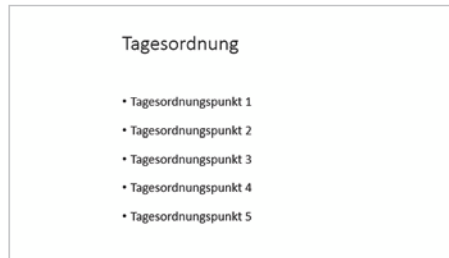 Tagesordnung
• Tagesordnungspunkt 1
• Tagesordnungspunkt 2
• Tagesordnungspunkt 3
• Tagesordnungspunkt 4
• Tagesordnungspunkt 5